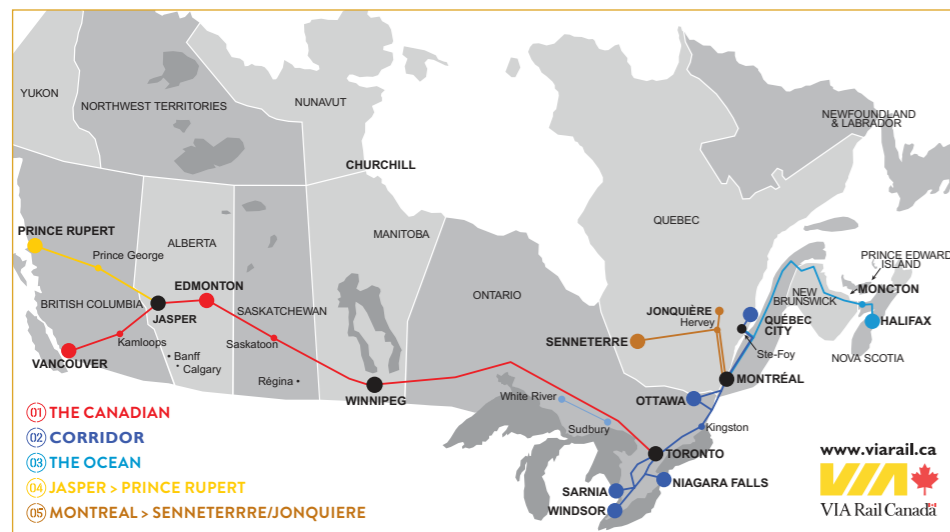 YUKON
NORTHWEST TERRITORIES
NUNAVUT
NEWFOUNDLAND
& LABRADOR
CHURCHILL
PRINCE RUPERT
Prince George
ALBERTA
MANITOBA
QUEBEC
PRINCE EDWARD
ISLAND
EDMONTON
BRITISH COLUMBIA
JASPER
SASKATCHEWAN
ONTARIO
NEW
BRUNSWICK
MONCTON
JONQUIÈRE
Hervey
QUÉBEC
CITY
HALIFAX
Kamloops
Saskatoon
SENNETERRE
Ste-Foy
NOVA SCOTIA
VANCOUVER
Banff
Calgary
Régina
WINNIPEG
MONTRÉAL
White River
OTTAWA
Sudbury
Kingston
TORONTO
NIAGARA FALLS
SARNIA
WINDSOR
01 THE CANADIAN
02 CORRIDOR
03 THE OCEAN
04 JASPER > PRINCE RUPERT
05 MONTREAL > SENNETERRRE/JONQUIERE
www.viarail.ca
VIA
VIA Rail Canada